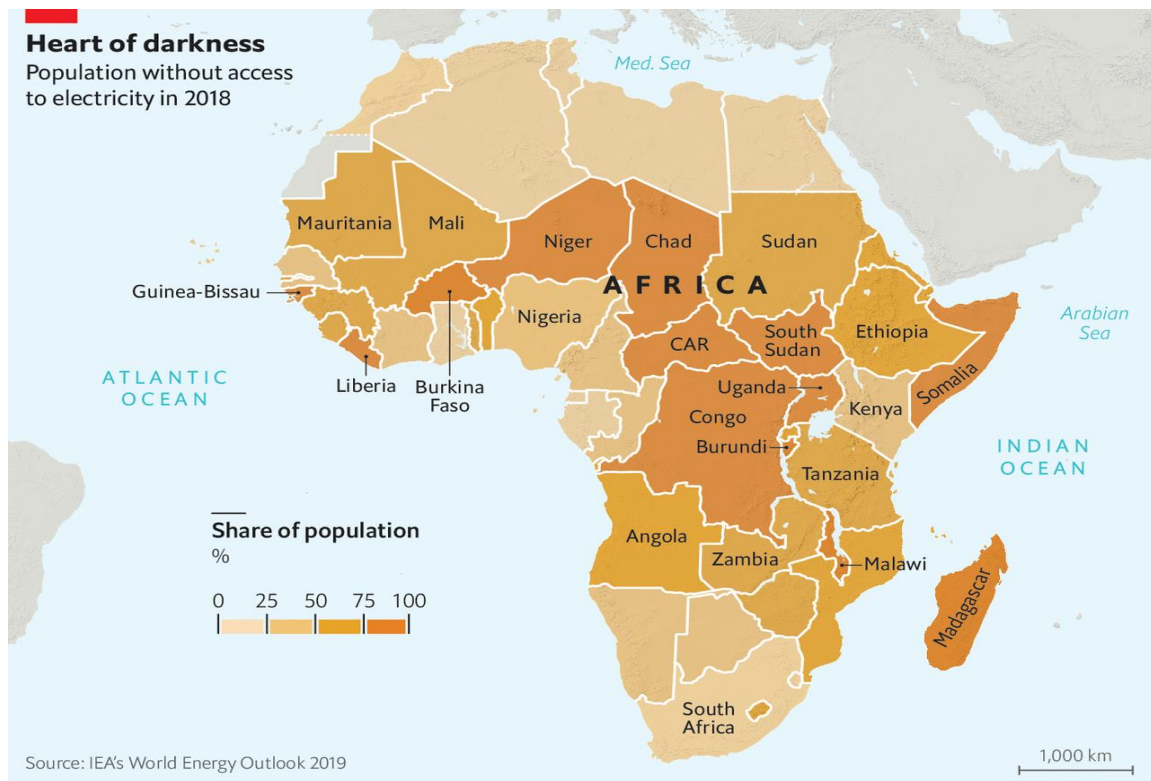 Heart of darkness
Population without access
to electricity in 2018
Med. Sea
Mauritania
Mali
Niger
Chad
Sudan
AFRICA
Guinea-Bissau
Nigeria
Ethiopia
Arabian
Sea
South
Sudan
CAR
Liberia
Burkina
Faso
ATLANTIC
OCEAN
Uganda
Kenya
Somalia
Congo
Burundi
INDIAN
OCEAN
Tanzania
Share of population
%
0 25 50 75 100
Angola
Zambia
Malawi
Madagascar
South
Africa
Source: IEA's World Energy Outlook 2019
1,000 km